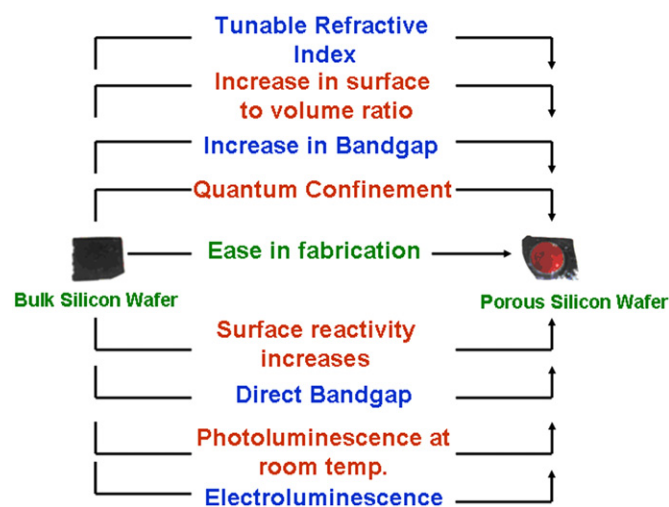 Tunable Refractive
Index
Increase in surface
to volume ratio
Increase in Bandgap
Quantum Confinement
Ease in fabrication
Bulk Silicon Wafer
Porous Silicon Wafer
Surface reactivity
increases
Direct Bandgap
Photoluminescence at
room temp.
Electroluminescence